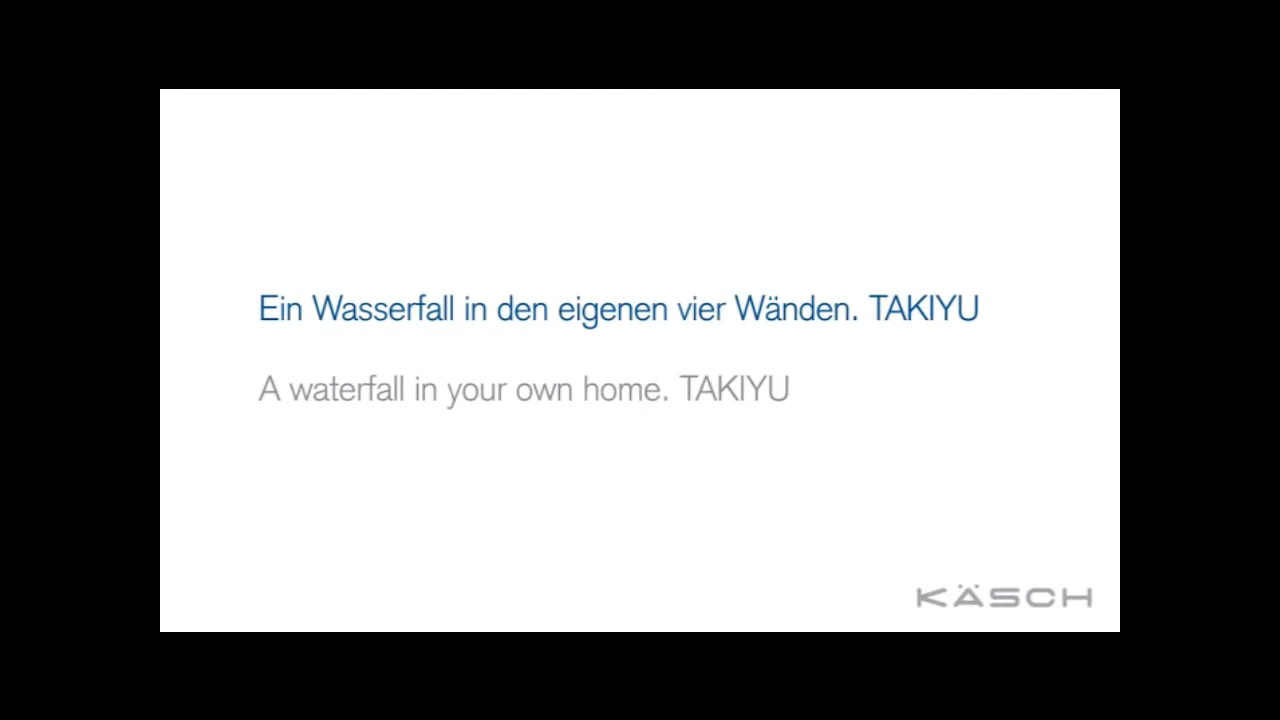 Ein Wasserfall in den eigenen vier Wänden. TAKIYU
A waterfall in your own home. TAKIYU
KÄSCH